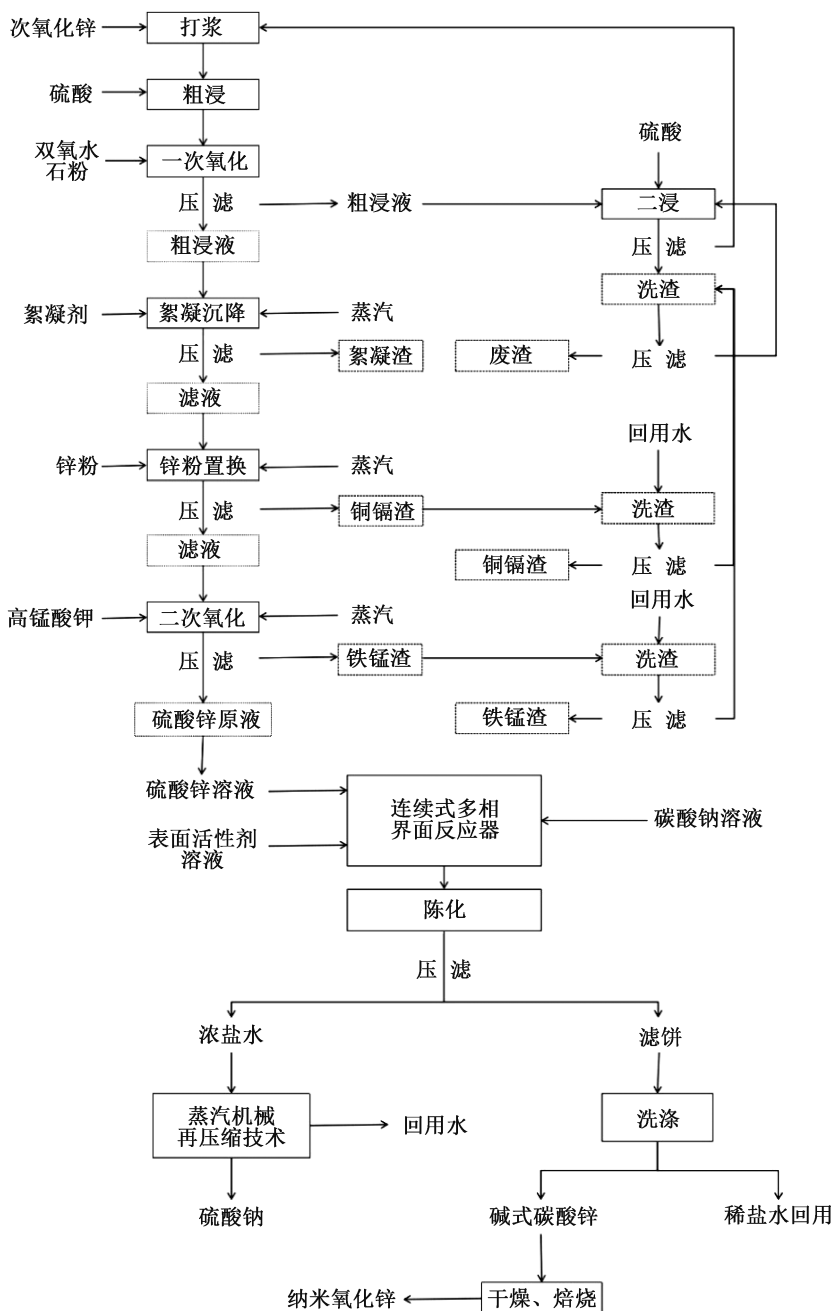 次氧化锌
打浆
硫酸
粗浸
双氧水
石粉
一次氧化
硫酸
压 滤
粗浸液
二浸
粗浸液
压 滤
洗渣
絮凝剂
絮凝沉降
蒸汽
压 滤
絮凝渣
废渣
压 滤
滤液
回用水
锌粉
锌粉置换
蒸汽
压 滤
铜镉渣
洗渣
滤液
铜镉渣
压 滤
回用水
高锰酸钾
二次氧化
蒸汽
压 滤
铁锰渣
洗渣
硫酸锌原液
铁锰渣
压 滤
硫酸锌溶液
连续式多相
界面反应器
碳酸钠溶液
表面活性剂
溶液
陈化
压 滤
浓盐水
滤饼
蒸汽机械
再压缩技术
回用水
洗涤
硫酸钠
碱式碳酸锌
稀盐水回用
纳米氧化锌
干燥、焙烧